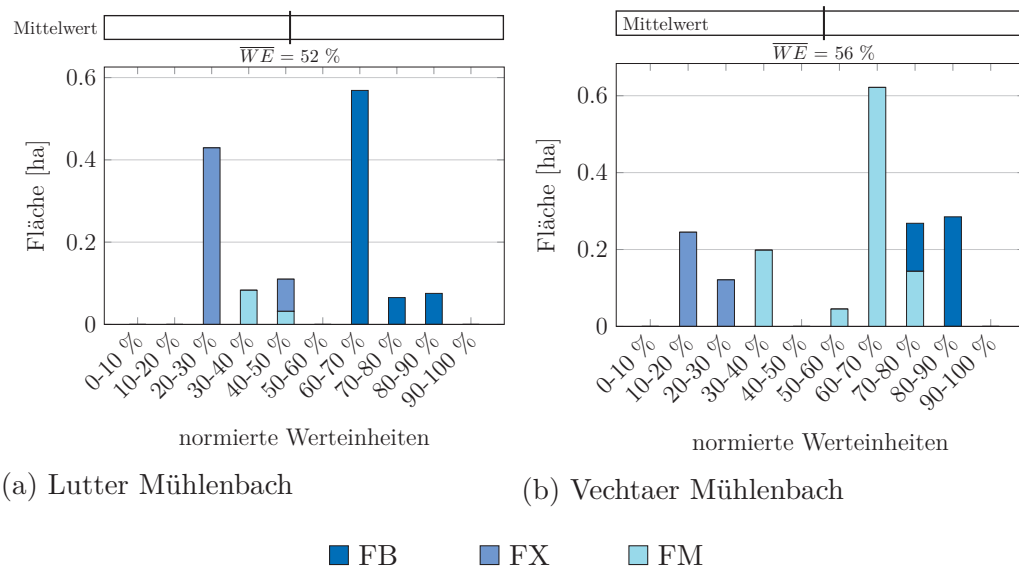 Mittelwert
WE = 52 %
0.6
0.4
0.2
0
Fläche [ha]
0-10 %
10-20 %
20-30 %
30-40 %
40-50 %
50-60 %
60-70 %
70-80 %
80-90 %
90-100 %
normierte Werteinheiten
(a) Lutter Mühlenbach
Mittelwert
WE = 56 %
0.6
0.4
0.2
0
Fläche [ha]
0-10 %
10-20 %
20-30 %
30-40 %
40-50 %
50-60 %
60-70 %
70-80 %
80-90 %
90-100 %
normierte Werteinheiten
(b) Vechtaer Mühlenbach
FB FX FM